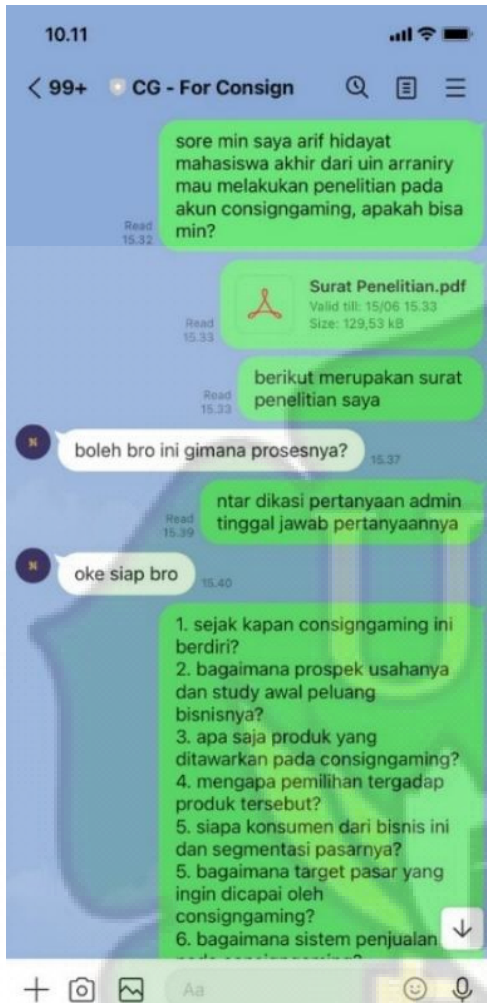 10.11
99+ CG - For Consign
sore min saya arif hidayat
mahasiswa akhir dari uin arraniry
mau melakukan penelitian pada
akun consigngaming, apakah bisa
min?
Read
15.32
Surat Penelitian.pdf
Valid till: 15/06 15.33
Size: 129,53 kB
Read
15.33
berikut merupakan surat
penelitian saya
Read
15.33
boleh bro ini gimana prosesnya?
15.37
ntar dikasi pertanyaan admin
tinggal jawab pertanyaannya
Read
15.39
oke siap bro
15.40
1. sejak kapan consigngaming ini
berdiri?
2. bagaimana prospek usahanya
dan study awal peluang
bisnisnya?
3. apa saja produk yang
ditawarkan pada consigngaming?
4. mengapa pemilihan tergadap
produk tersebut?
5. siapa konsumen dari bisnis ini
dan segmentasi pasarnya?
5. bagaimana target pasar yang
ingin dicapai oleh
consigngaming?
6. bagaimana sistem penjualan
Aa